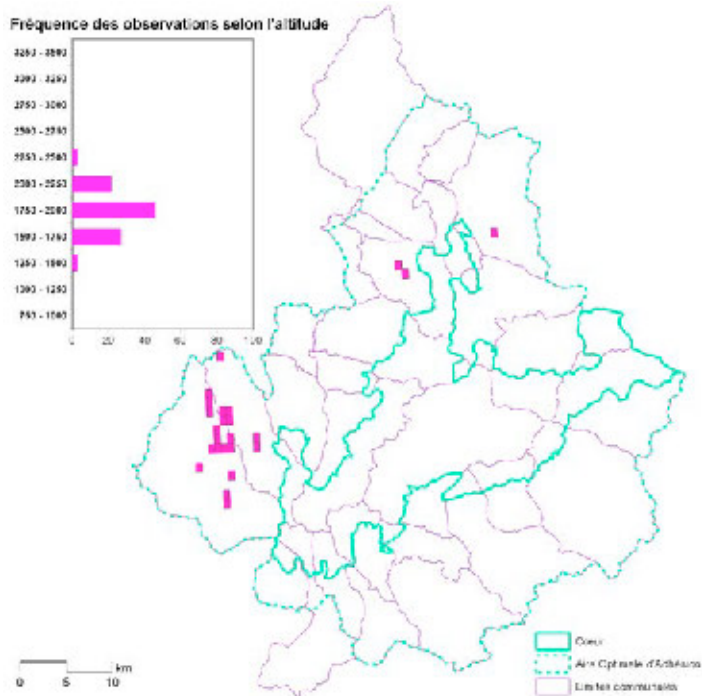 Fréquence des observations selon l'altitude
3250 - 3500
3000 - 3250
2750 - 3000
2500 - 2750
2250 - 2500
2000 - 2250
1750 - 2000
1500 - 1750
1250 - 1500
1000 - 1250
750 - 1000
0 20 40 60 80 100
Cœur
Aire Optimale d'Adhésion
Limites communales
0 5 10 km